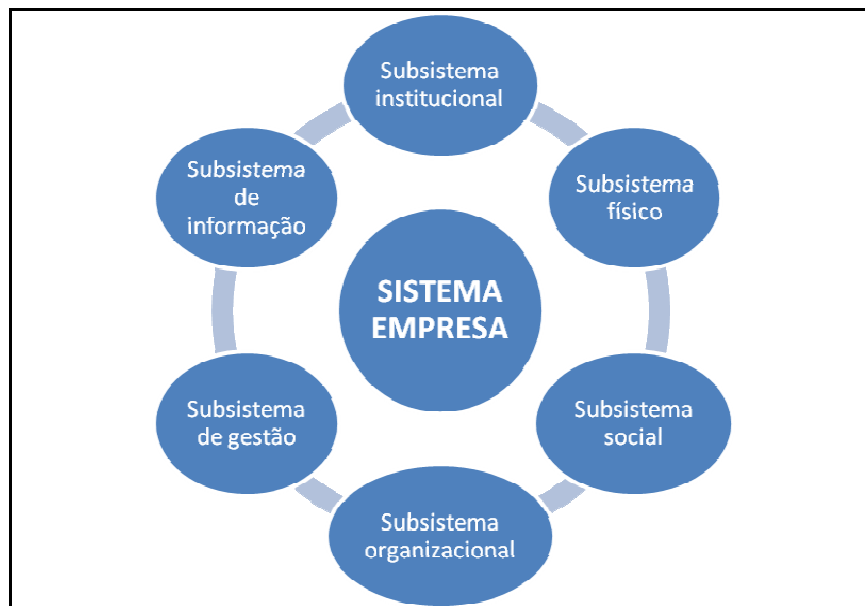 Subsistema
institucional
Subsistema
físico
Subsistema
social
Subsistema
organizacional
Subsistema
de gestão
Subsistema
de
informação
SISTEMA
EMPRESA